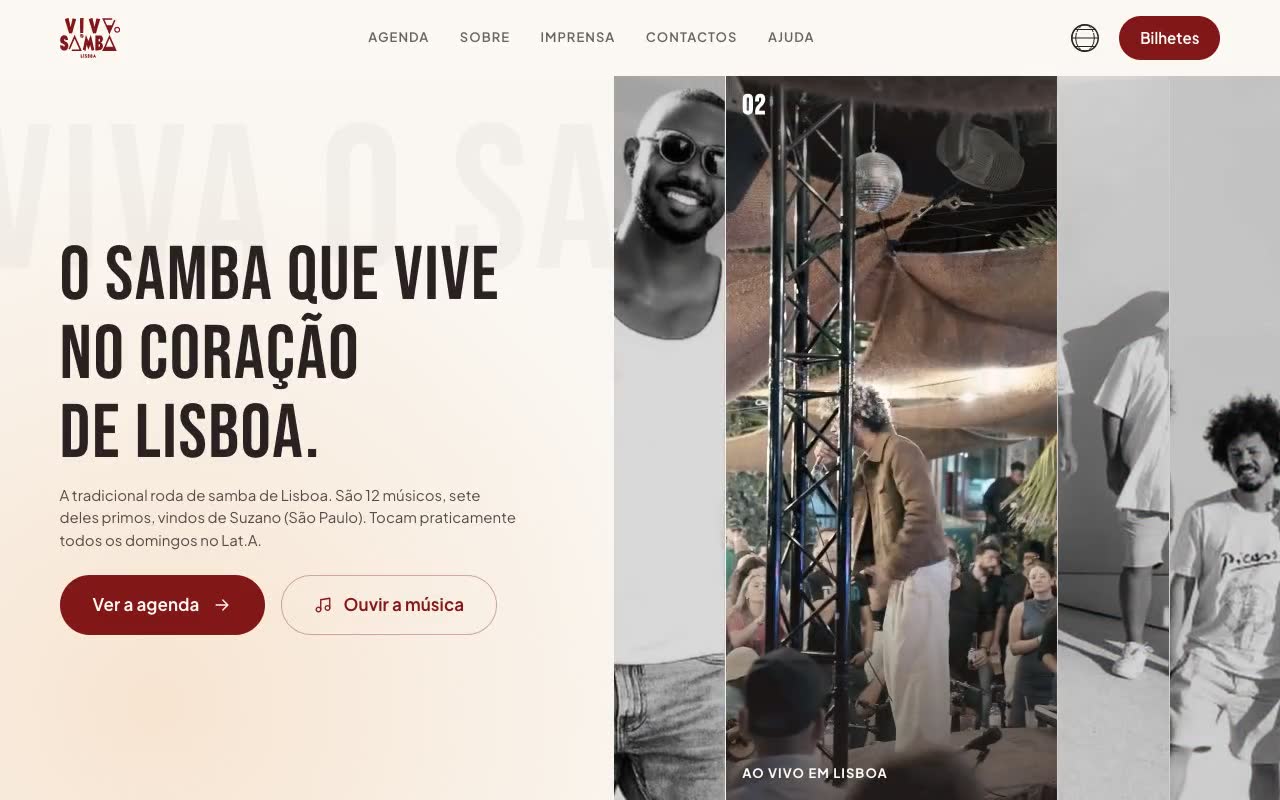 VIVA O
SAMBA
LISBOA
AGENDA
SOBRE
IMPRENSA
CONTACTOS
AJUDA
Bilhetes
VIVA O SA
O SAMBA QUE VIVE
NO CORAÇÃO
DE LISBOA.
A tradicional roda de samba de Lisboa. São 12 músicos, sete
deles primos, vindos de Suzano (São Paulo). Tocam praticamente
todos os domingos no Lat.A.
Ver a agenda
Ouvir a música
02
AO VIVO EM LISBOA